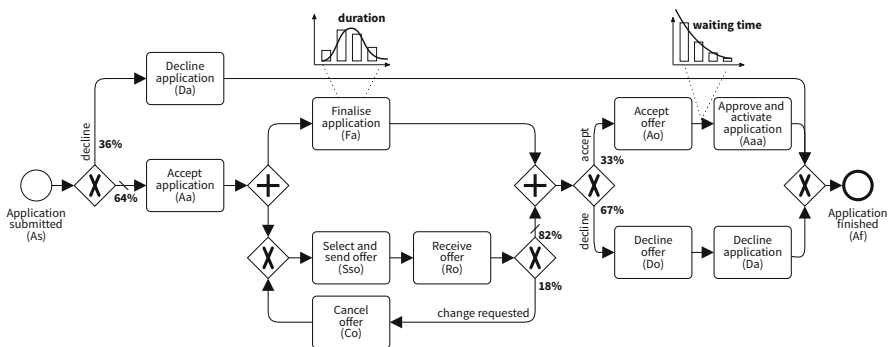 duration
waiting time
Decline
application
(Da)
Finalise
application
(Fa)
Accept
offer
(Ao)
Approve and
activate
application
(Aaa)
decline
36%
accept
33%
Application
submitted
(As)
64%
Accept
application
(Aa)
67%
Application
finished
(Af)
decline
Select and
send offer
(Sso)
Receive
offer
(Ro)
82%
18%
Decline
offer
(Do)
Decline
application
(Da)
Cancel
offer
(Co)
change requested